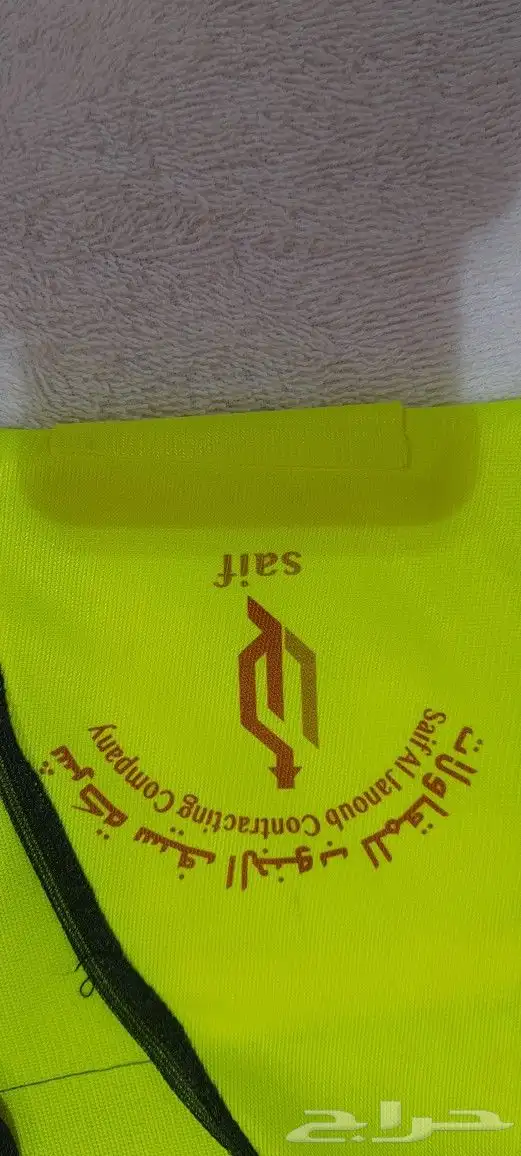 شركة سيف الجنوب للمقاولات
Saif Al Janoub Contracting Company
saif
حراج